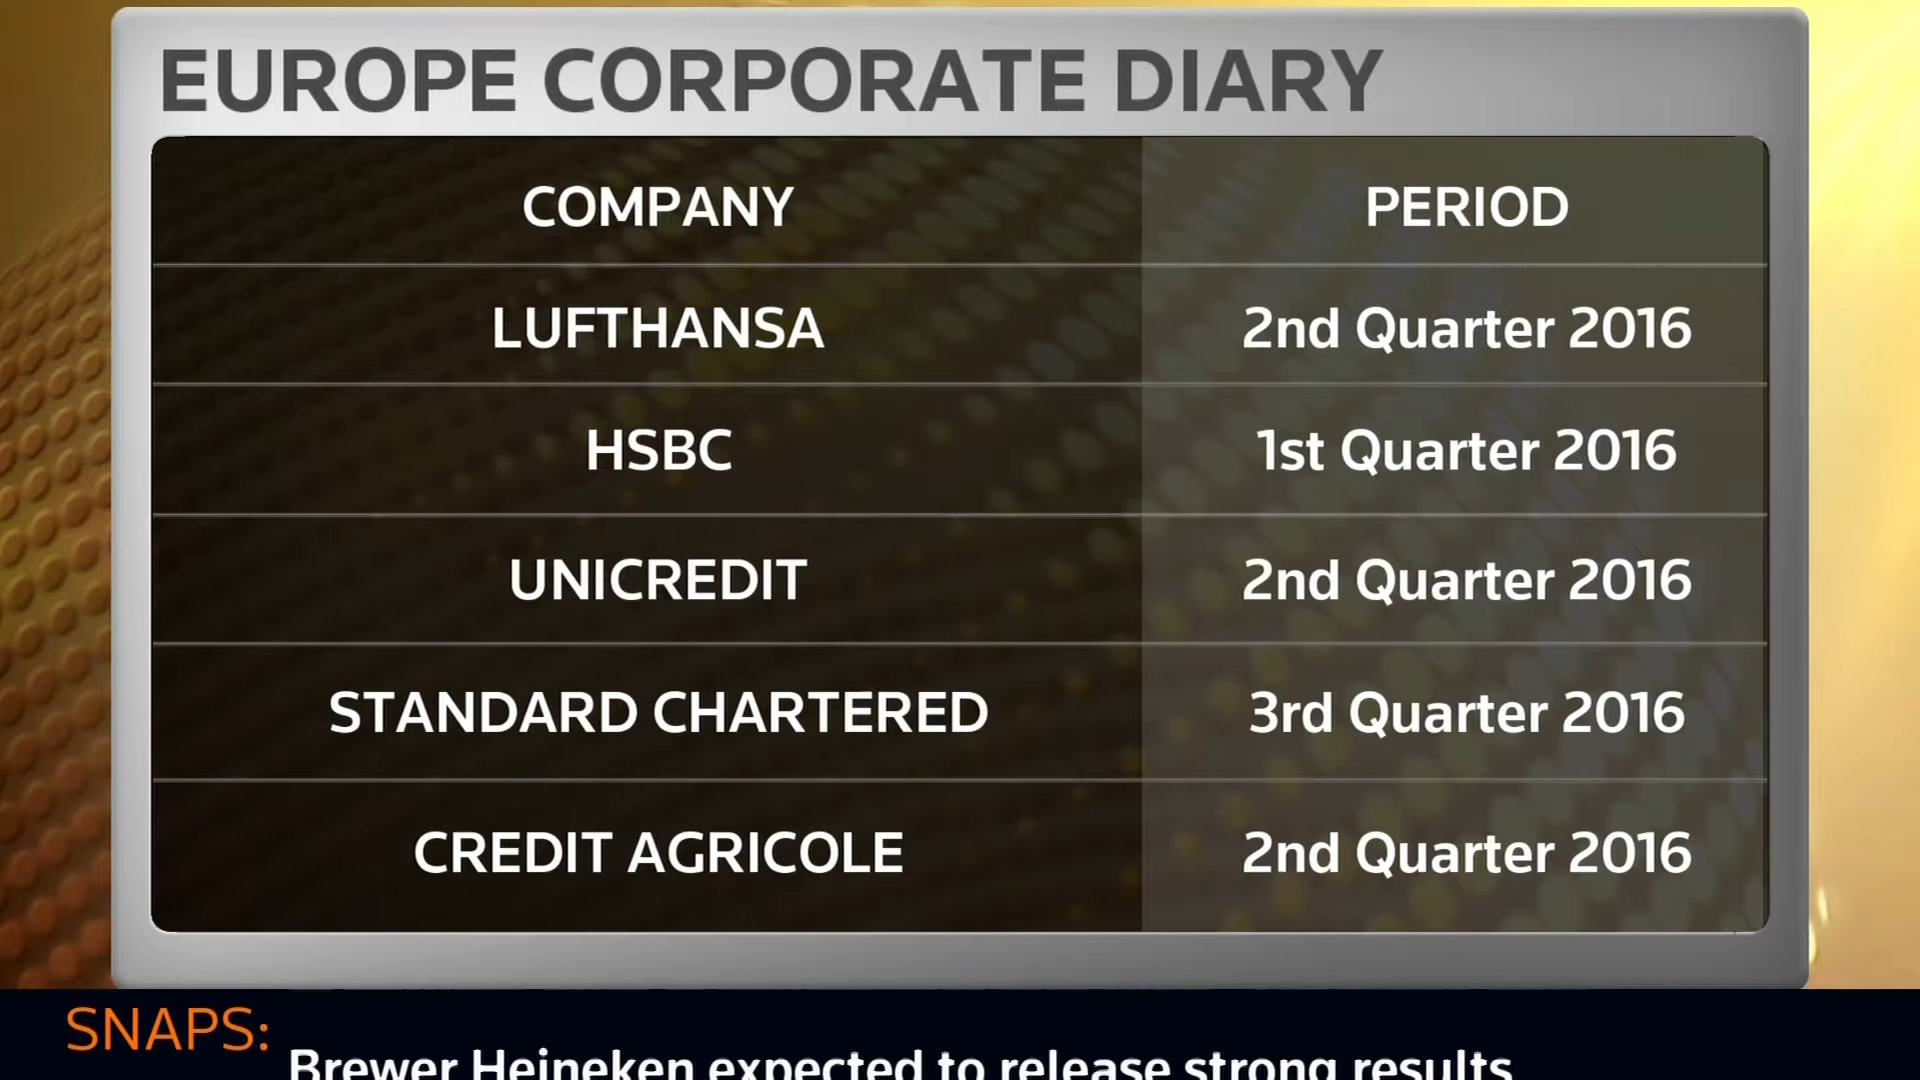 EUROPE CORPORATE DIARY
COMPANY PERIOD
LUFTHANSA 2nd Quarter 2016
HSBC 1st Quarter 2016
UNICREDIT 2nd Quarter 2016
STANDARD CHARTERED 3rd Quarter 2016
CREDIT AGRICOLE 2nd Quarter 2016
SNAPS:
Brewer Heineken expected to release strong results